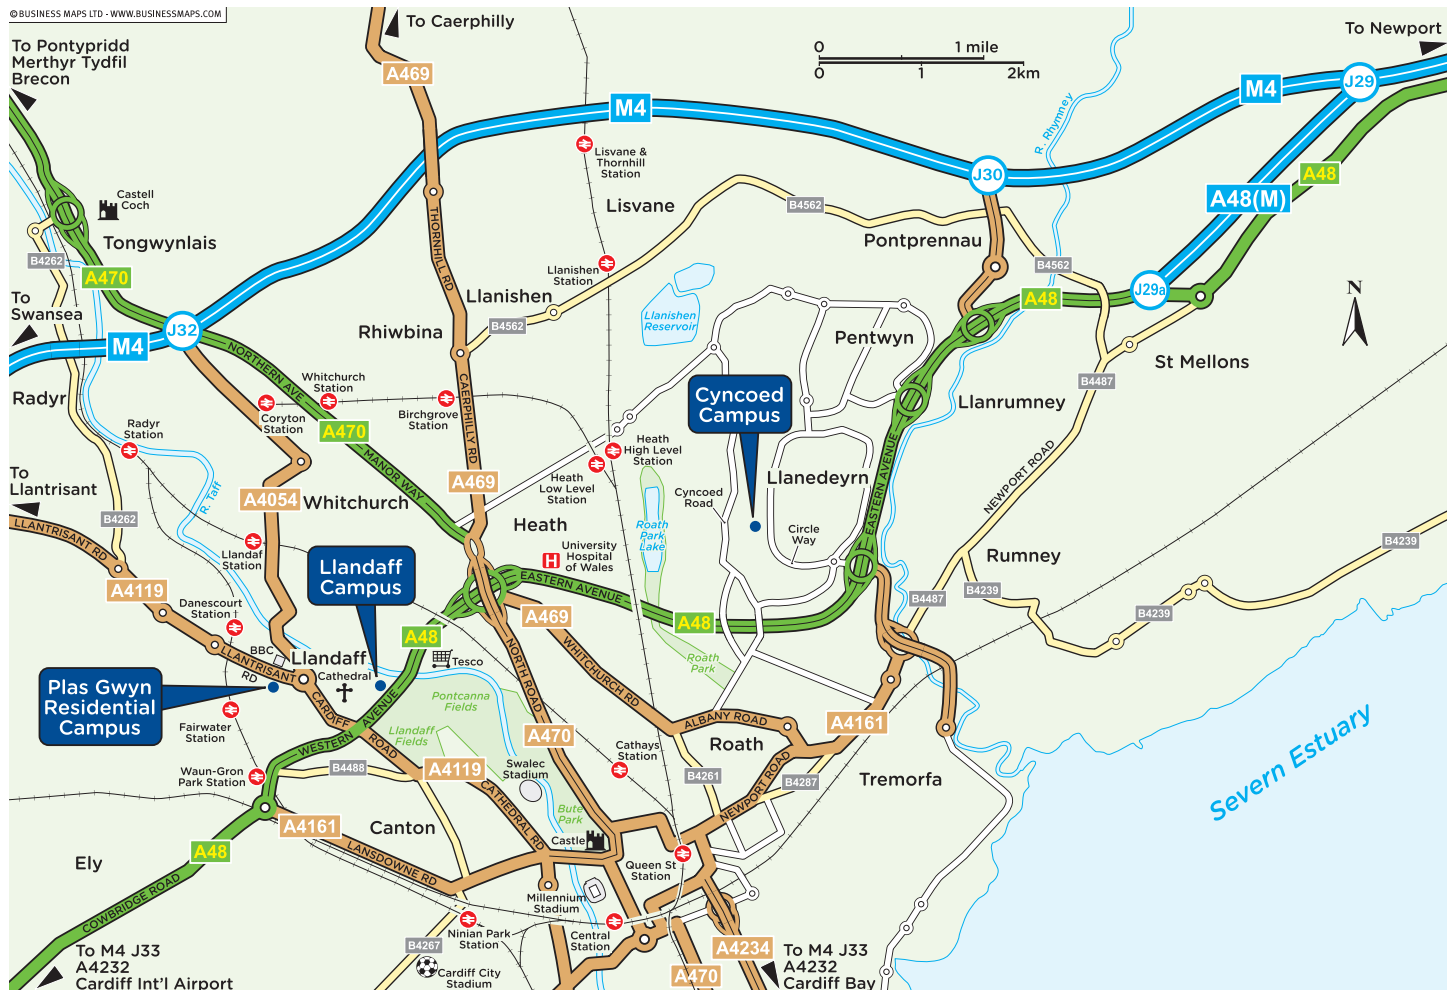 © BUSINESS MAPS LTD - WWW.BUSINESSMAPS.COM
To Pontypridd
Merthyr Tydfil
Brecon
To Caerphilly
A469
0
1 mile
0
1
2km
To Newport
J29
M4
M4
R. Rhymney
A48
A48(M)
J30
Lisvane &
Thornhill
Station
Lisvane
B4562
Pontprennau
B4562
Castell
Coch
Tongwynlais
B4262
A470
THORNHILL RD
Llanishen
Station
Llanishen
B4562
Llanishen
Reservoir
A48
J29a
N
To
Swansea
M4
J32
Rhiwbina
Pentwyn
St Mellons
B4487
NORTHERN AVE
Whitchurch
Station
Coryton
Station
Birchgrove
Station
CAERPHILLY RD
Cyncoed
Campus
Llanrumney
Radyr
Radyr
Station
A470
MANOR WAY
Heath
High Level
Station
Heath
Low Level
Station
Llanedeyrn
EASTERN AVENUE
NEWPORT ROAD
To
Llantrisant
A4054
Whitchurch
A469
R. Taff
B4262
LLANTRISANT RD
Heath
Cyncoed
Road
Roath
Park
Lake
Circle
Way
Rumney
B4239
B4239
B4239
B4487
Llandaf
Station
Llandaff
Campus
University
Hospital
of Wales
EASTERN AVENUE
A4119
Danescourt
Station
A48
A469
A48
BBC
LLANTRISANT
RD
Llandaff
Cathedral
Tesco
NORTH ROAD
WHITCHURCH RD
Roath
Park
Plas Gwyn
Residential
Campus
Fairwater
Station
CARDIFF
ROAD
WESTERN AVENUE
Pontcanna
Fields
Llandaff
Fields
A470
ALBANY ROAD
A4161
Roath
Severn Estuary
Waun-Gron
Park Station
B4488
A4119
Swalec
Stadium
Cathays
Station
B4261
B4287
NEWPORT ROAD
Tremorfa
A4161
Canton
CATHEDRAL RD
Bute
Park
Castle
A48
Ely
LANSDOWNE RD
Queen St
Station
COWBRIDGE ROAD
Millennium
Stadium
Ninian Park
Station
Central
Station
B4267
Cardiff City
Stadium
A4234
A470
To M4 J33
A4232
Cardiff Int'l Airport
To M4 J33
A4232
Cardiff Bay